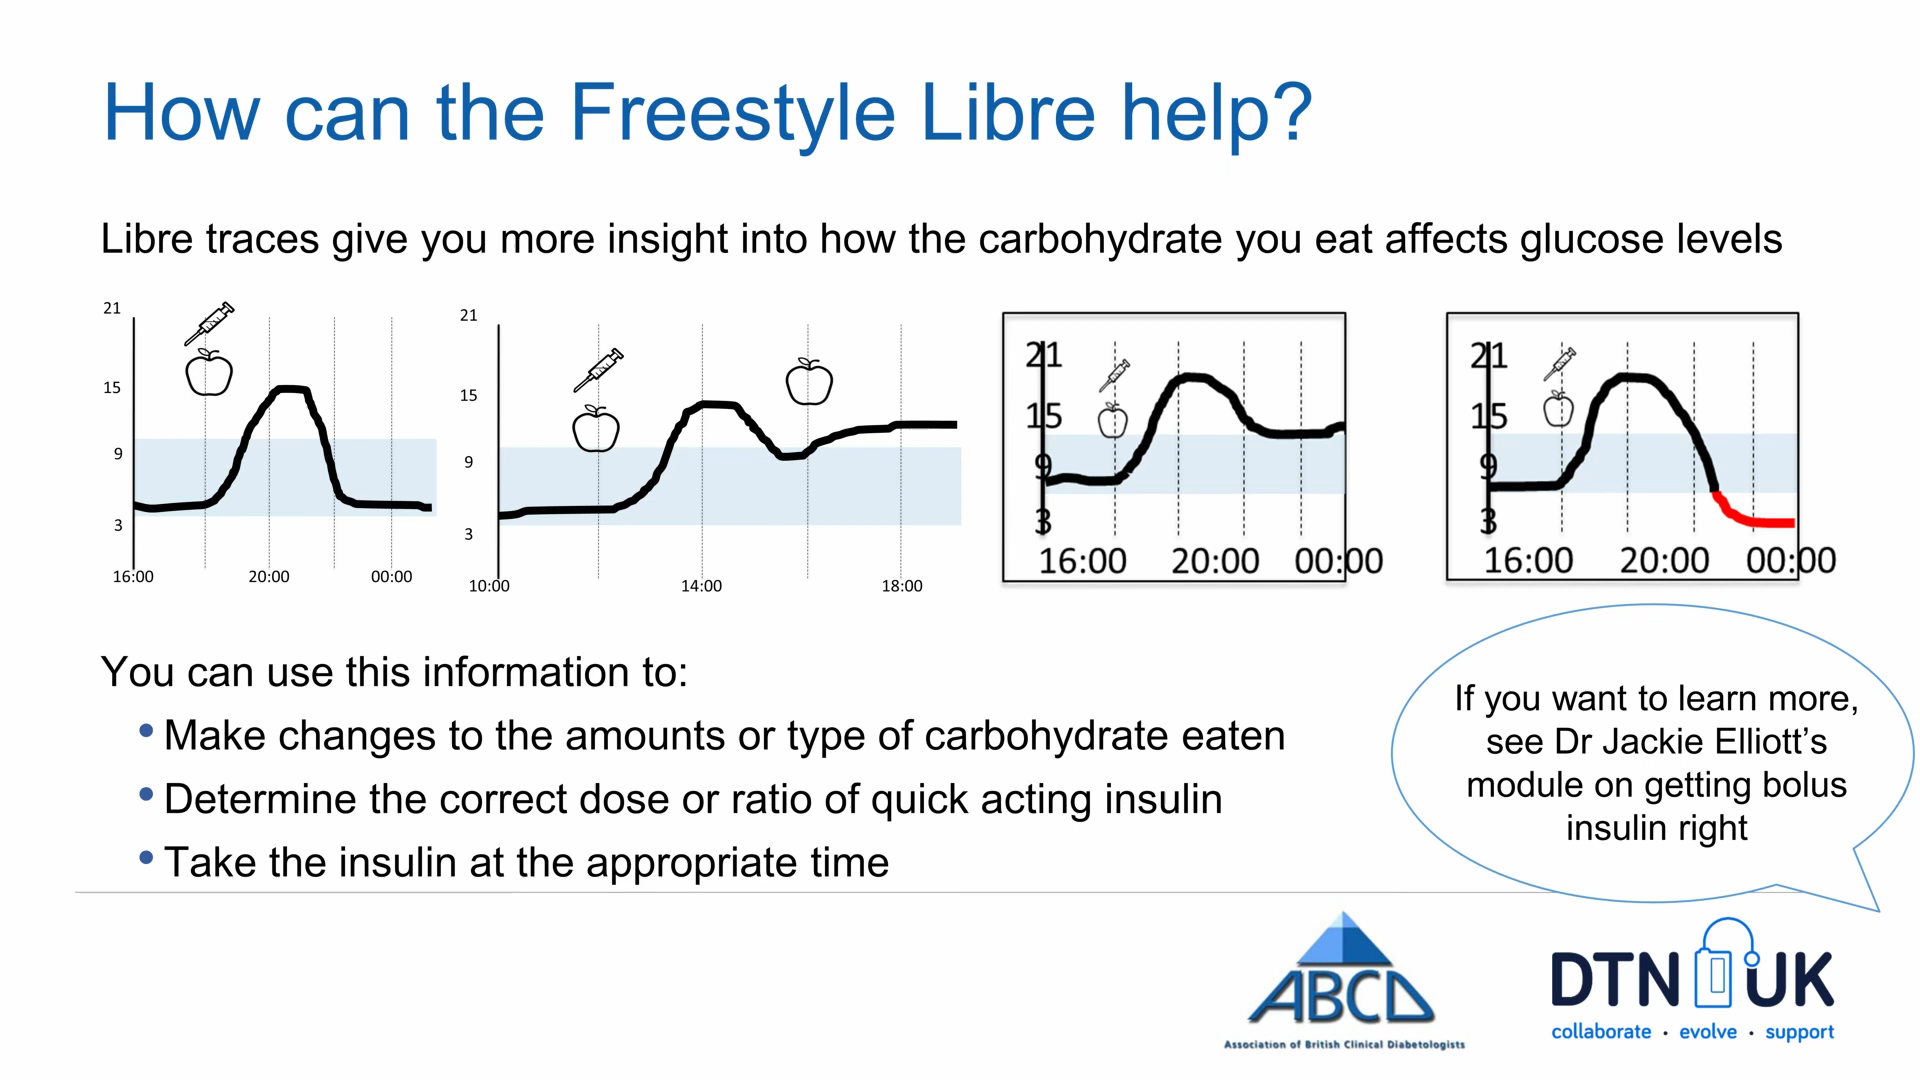 How can the Freestyle Libre help?
Libre traces give you more insight into how the carbohydrate you eat affects glucose levels
21
15
9
3
16:00 20:00 00:00
21
15
9
3
10:00 14:00 18:00
21
15
9
3
16:00 20:00 00:00
21
15
9
3
16:00 20:00 00:00
You can use this information to:
• Make changes to the amounts or type of carbohydrate eaten
• Determine the correct dose or ratio of quick acting insulin
• Take the insulin at the appropriate time
If you want to learn more,
see Dr Jackie Elliott’s
module on getting bolus
insulin right
ABCD
Association of British Clinical Diabetologists
DTN UK
collaborate · evolve · support